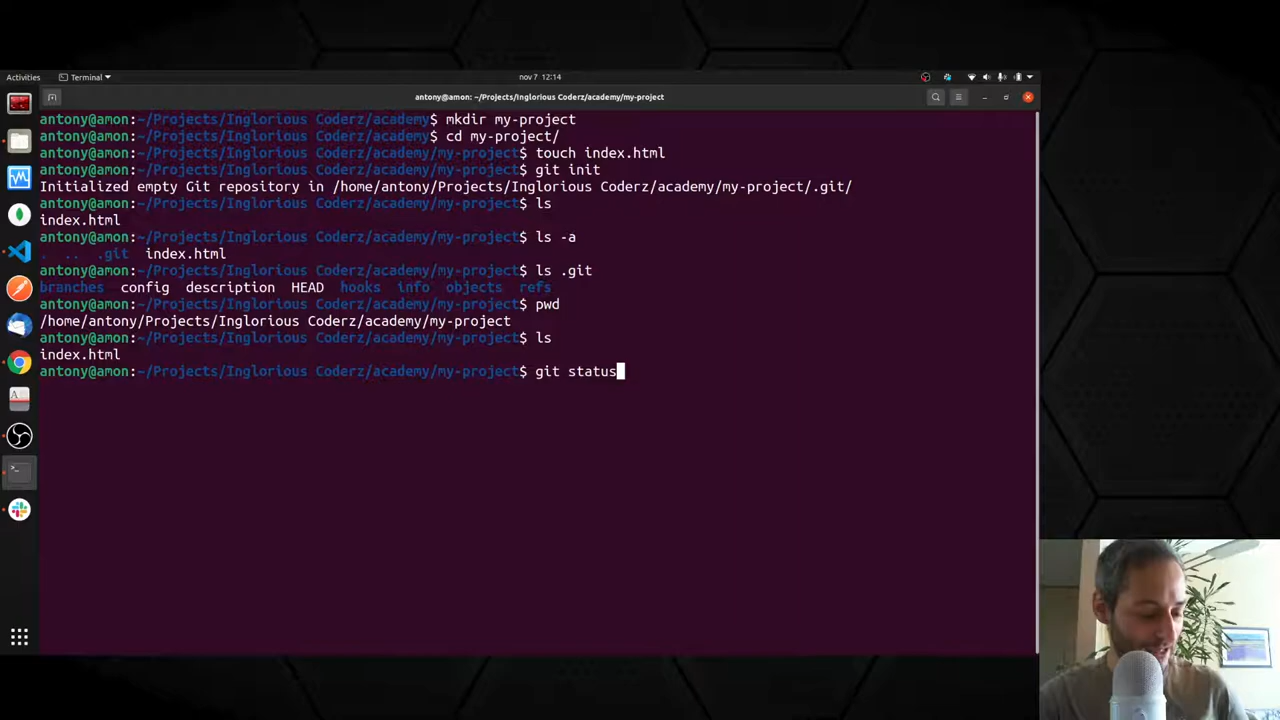 Activities
Terminal
nov 7 12:14
antony@amon: ~/Projects/Inglorious Coderz/academy/my-project
antony@amon:~/Projects/Inglorious Coderz/academy$ mkdir my-project
antony@amon:~/Projects/Inglorious Coderz/academy$ cd my-project/
antony@amon:~/Projects/Inglorious Coderz/academy/my-project$ touch index.html
antony@amon:~/Projects/Inglorious Coderz/academy/my-project$ git init
Initialized empty Git repository in /home/antony/Projects/Inglorious Coderz/academy/my-project/.git/
antony@amon:~/Projects/Inglorious Coderz/academy/my-project$ ls
index.html
antony@amon:~/Projects/Inglorious Coderz/academy/my-project$ ls -a
. .. .git index.html
antony@amon:~/Projects/Inglorious Coderz/academy/my-project$ ls .git
branches config description HEAD hooks info objects refs
antony@amon:~/Projects/Inglorious Coderz/academy/my-project$ pwd
/home/antony/Projects/Inglorious Coderz/academy/my-project
antony@amon:~/Projects/Inglorious Coderz/academy/my-project$ ls
index.html
antony@amon:~/Projects/Inglorious Coderz/academy/my-project$ git status